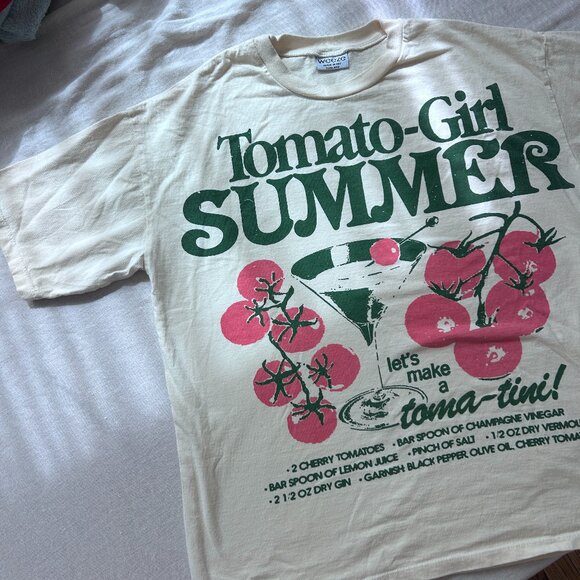 weeze
Tomato-Girl
SUMMER
let's
make
a
toma-tini!
• 2 CHERRY TOMATOES • BAR SPOON OF CHAMPAGNE VINEGAR
• BAR SPOON OF LEMON JUICE • PINCH OF SALT • 1/2 OZ DRY VERMOU
• 2 1/2 OZ DRY GIN • GARNISH: BLACK PEPPER, OLIVE OIL, CHERRY TOMA